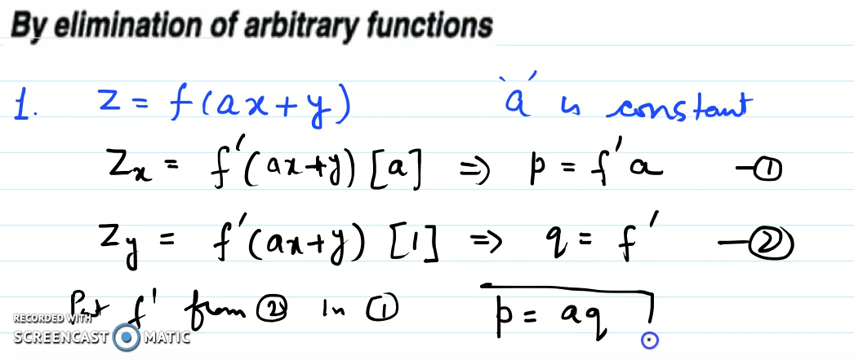 By elimination of arbitrary functions
1. z = f(ax+y) 'a' is constant
Zx = f'(ax+y) [a] ⇒ p = f'a —①
Zy = f'(ax+y) [1] ⇒ q = f' —②
Put f' from ② in ① p = aq
RECORDED WITH
SCREENCAST MATIC